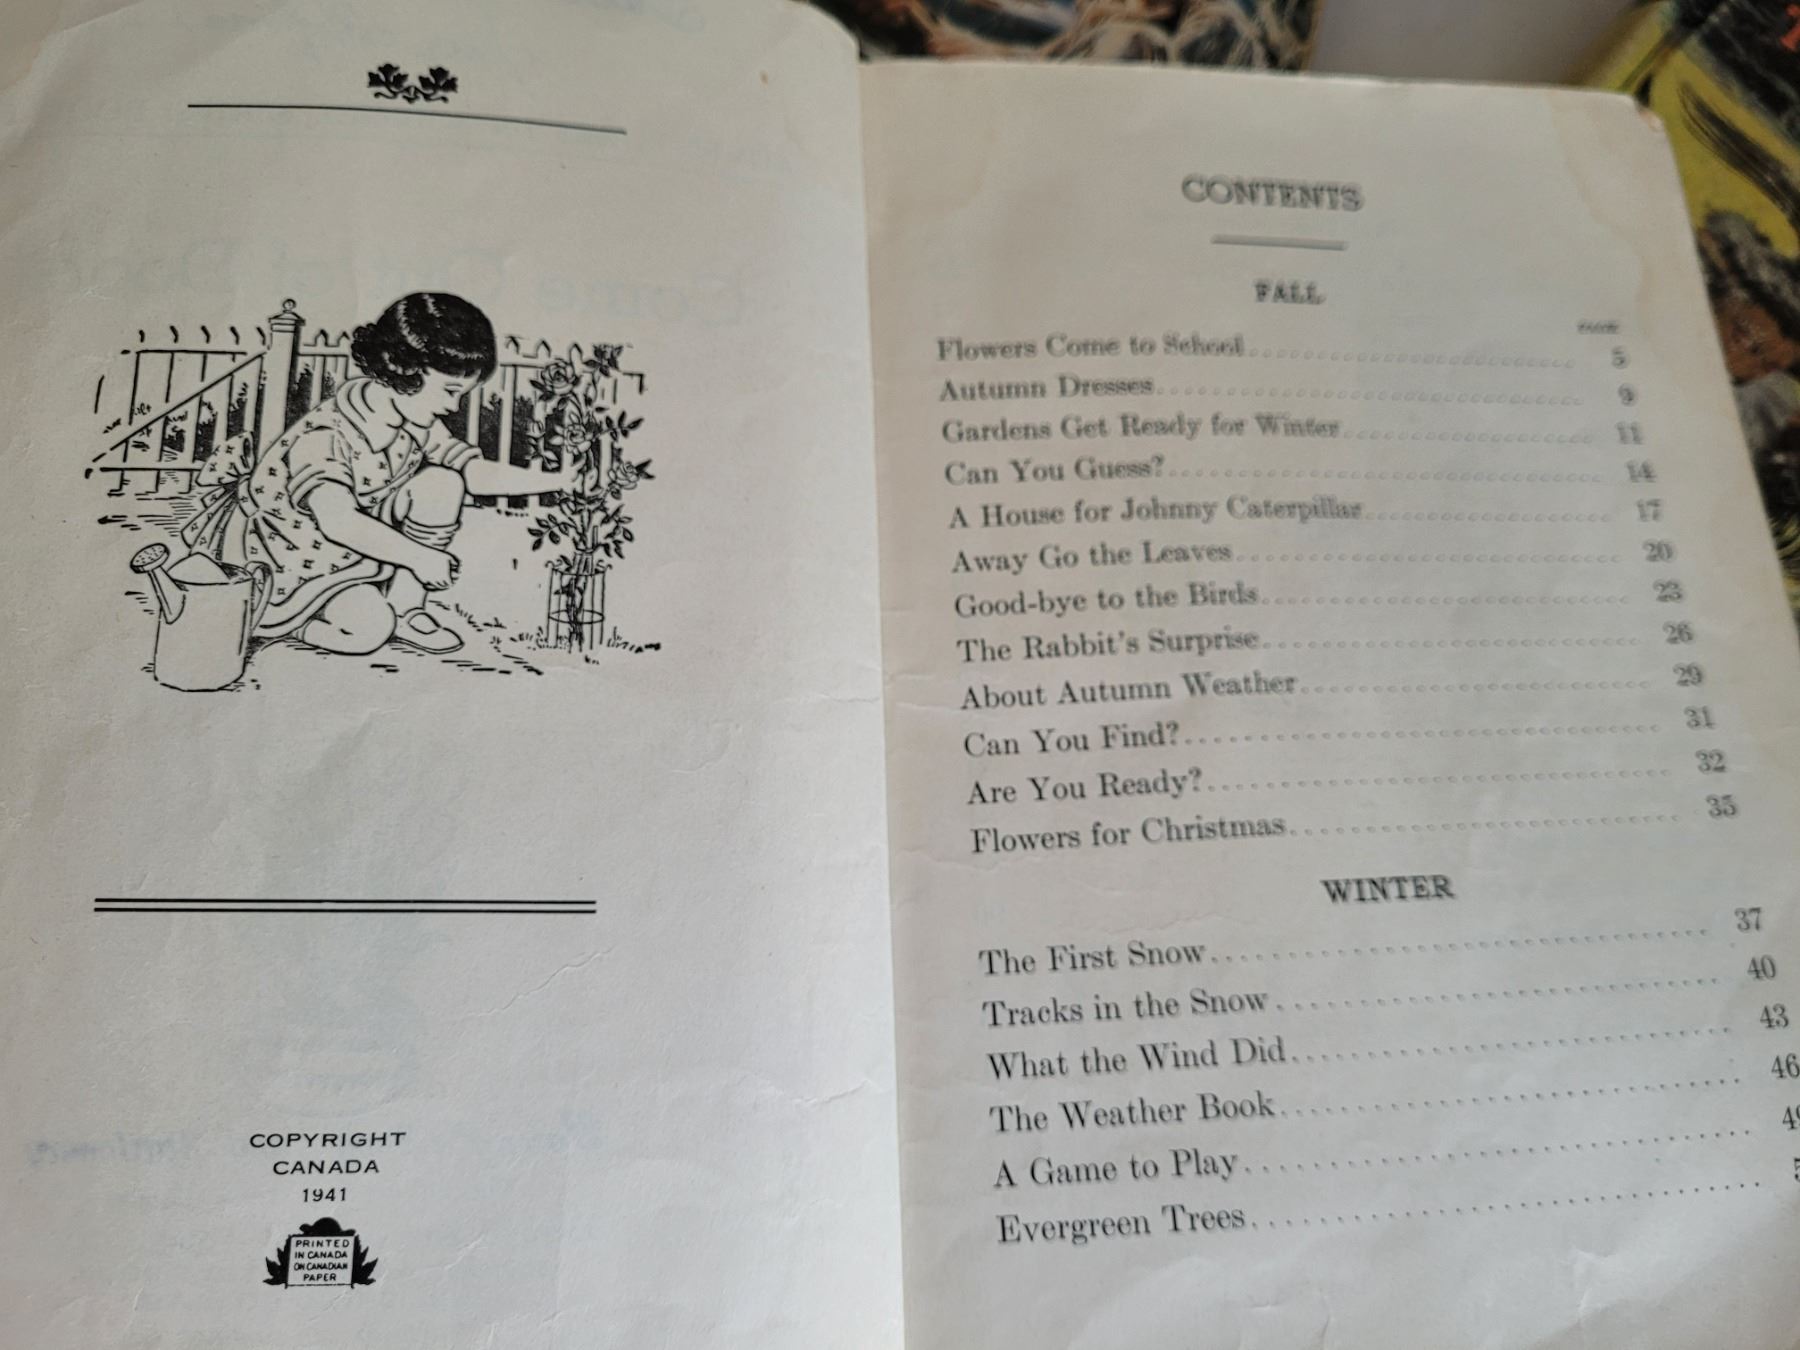 COPYRIGHT
CANADA
1941
PRINTED
IN CANADA
ON CANADIAN
PAPER
CONTENTS
FALL
PAGE
Flowers Come to School 5
Autumn Dresses 9
Gardens Get Ready for Winter 11
Can You Guess? 14
A House for Johnny Caterpillar 17
Away Go the Leaves 20
Good-bye to the Birds 23
The Rabbit's Surprise 26
About Autumn Weather 29
Can You Find? 31
Are You Ready? 32
Flowers for Christmas 35
WINTER
The First Snow 37
Tracks in the Snow 40
What the Wind Did 43
The Weather Book 46
A Game to Play
Evergreen Trees